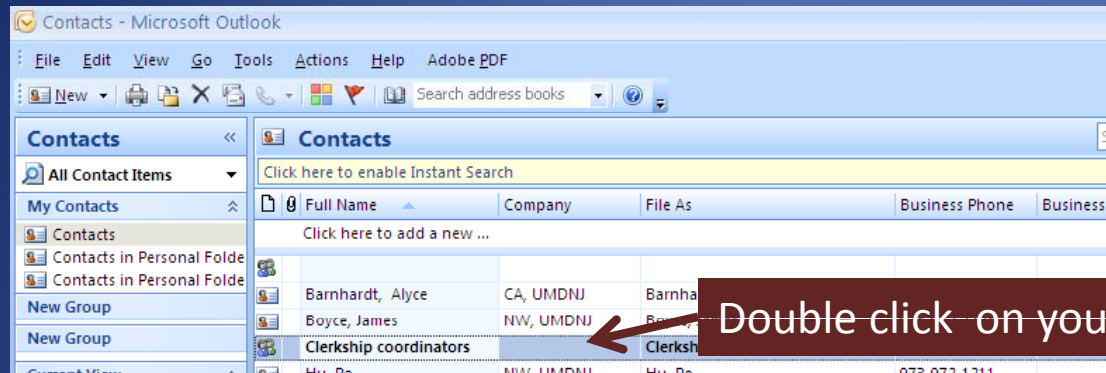 Contacts - Microsoft Outlook
File Edit View Go Tools Actions Help Adobe PDF
New Search address books
Contacts «
All Contact Items
My Contacts
Contacts
Contacts in Personal Folde
Contacts in Personal Folde
New Group
New Group
Contacts
Click here to enable Instant Search
Full Name Company File As Business Phone Business
Click here to add a new ...
Barnhardt, Alyce CA, UMDNJ Barnha
Boyce, James NW, UMDNJ
Clerkship coordinators Clerksh
Double click on you